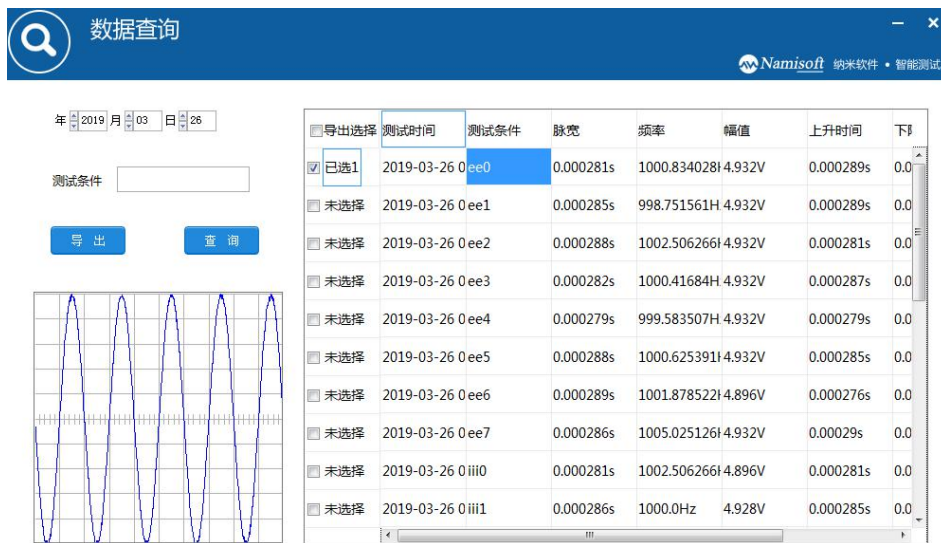 数据查询
Namisoft 纳米软件 • 智能测试
年 2019 月 03 日 26
测试条件
导出 查询
导出选择 测试时间 测试条件 脉宽 频率 幅值 上升时间
已选1 2019-03-26 0 ee0 0.000281s 1000.834028H 4.932V 0.000289s 0.0
未选择 2019-03-26 0 ee1 0.000285s 998.751561H 4.932V 0.000289s 0.0
未选择 2019-03-26 0 ee2 0.000288s 1002.506266H 4.932V 0.000281s 0.0
未选择 2019-03-26 0 ee3 0.000282s 1000.41684H 4.932V 0.000287s 0.0
未选择 2019-03-26 0 ee4 0.000279s 999.583507H 4.932V 0.000279s 0.0
未选择 2019-03-26 0 ee5 0.000288s 1000.625391H 4.932V 0.000285s 0.0
未选择 2019-03-26 0 ee6 0.000289s 1001.878522H 4.896V 0.000276s 0.0
未选择 2019-03-26 0 ee7 0.000286s 1005.025126H 4.932V 0.00029s 0.0
未选择 2019-03-26 0 iii0 0.000281s 1002.506266H 4.896V 0.000281s 0.0
未选择 2019-03-26 0 iii1 0.000286s 1000.0Hz 4.928V 0.000285s 0.0